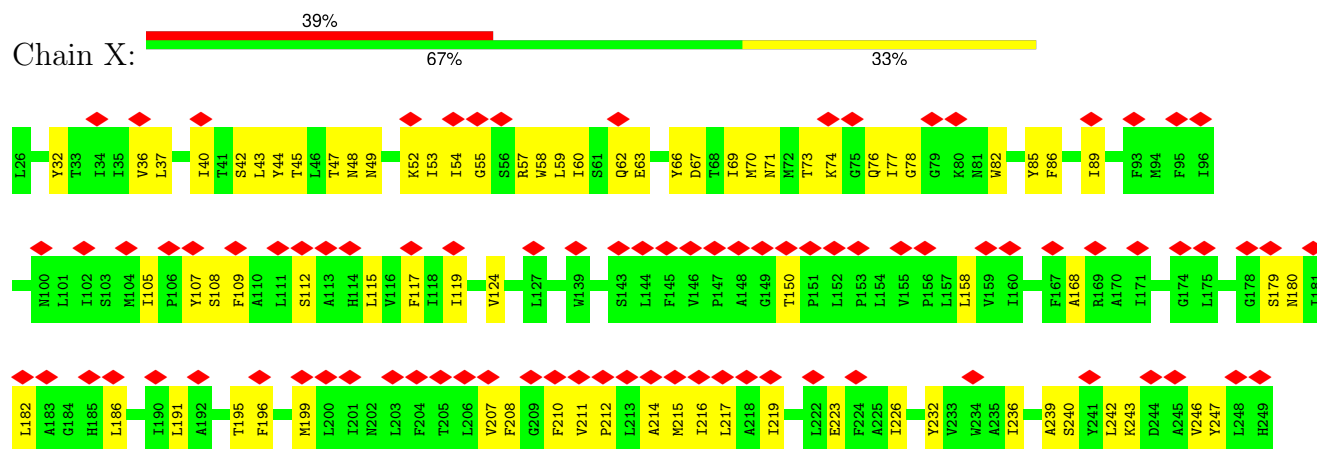 39%
Chain X:
67% 33%
L26 Y32 T33 I34 I35 V36 L37 I40 T41 S42 L43 Y44 T45 L46 T47 N48 N49 K52 I53 I54 G55 S56 R57 W58 L59 I60 S61 Q62 E63 Y66 D67 T68 I69 M70 N71 M72 T73 K74 G75 Q76 I77 G78 G79 K80 N81 W82 Y85 F86 I89 F93 M94 F95 I96
N100 L101 I102 S103 M104 I105 P106 Y107 S108 F109 A110 L111 S112 A113 H114 L115 V116 F117 I118 I119 V124 L127 W139 S143 L144 F145 V146 P147 A148 G149 T150 P151 L152 P153 L154 V155 P156 L157 L158 V159 I160 F167 A168 R169 A170 I171 G174 L175 G178 S179 N180 I181
L182 A183 G184 H185 L186 I190 L191 A192 T195 F196 M199 L200 I201 N202 L203 F204 T205 L206 V207 F208 G209 F210 V211 P212 L213 A214 M215 I216 L217 A218 I219 L222 E223 F224 A225 I226 Y232 V233 W234 A235 I236 A239 S240 Y241 L242 K243 D244 A245 V246 Y247 L248 H249